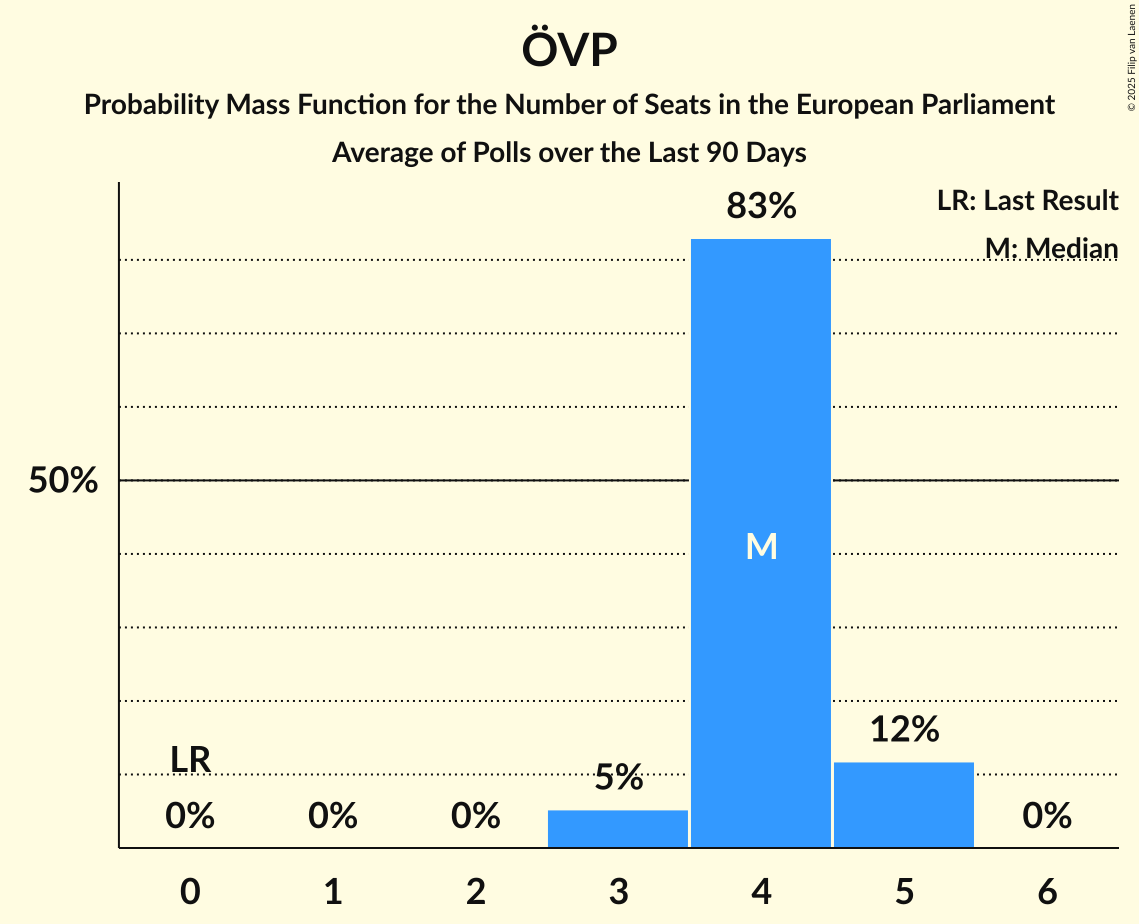 ÖVP
Probability Mass Function for the Number of Seats in the European Parliament
Average of Polls over the Last 90 Days
© 2025 Filip van Laenen
LR: Last Result
M: Median
83%
50%
M
12%
LR
5%
0% 0% 0% 0%
0 1 2 3 4 5 6